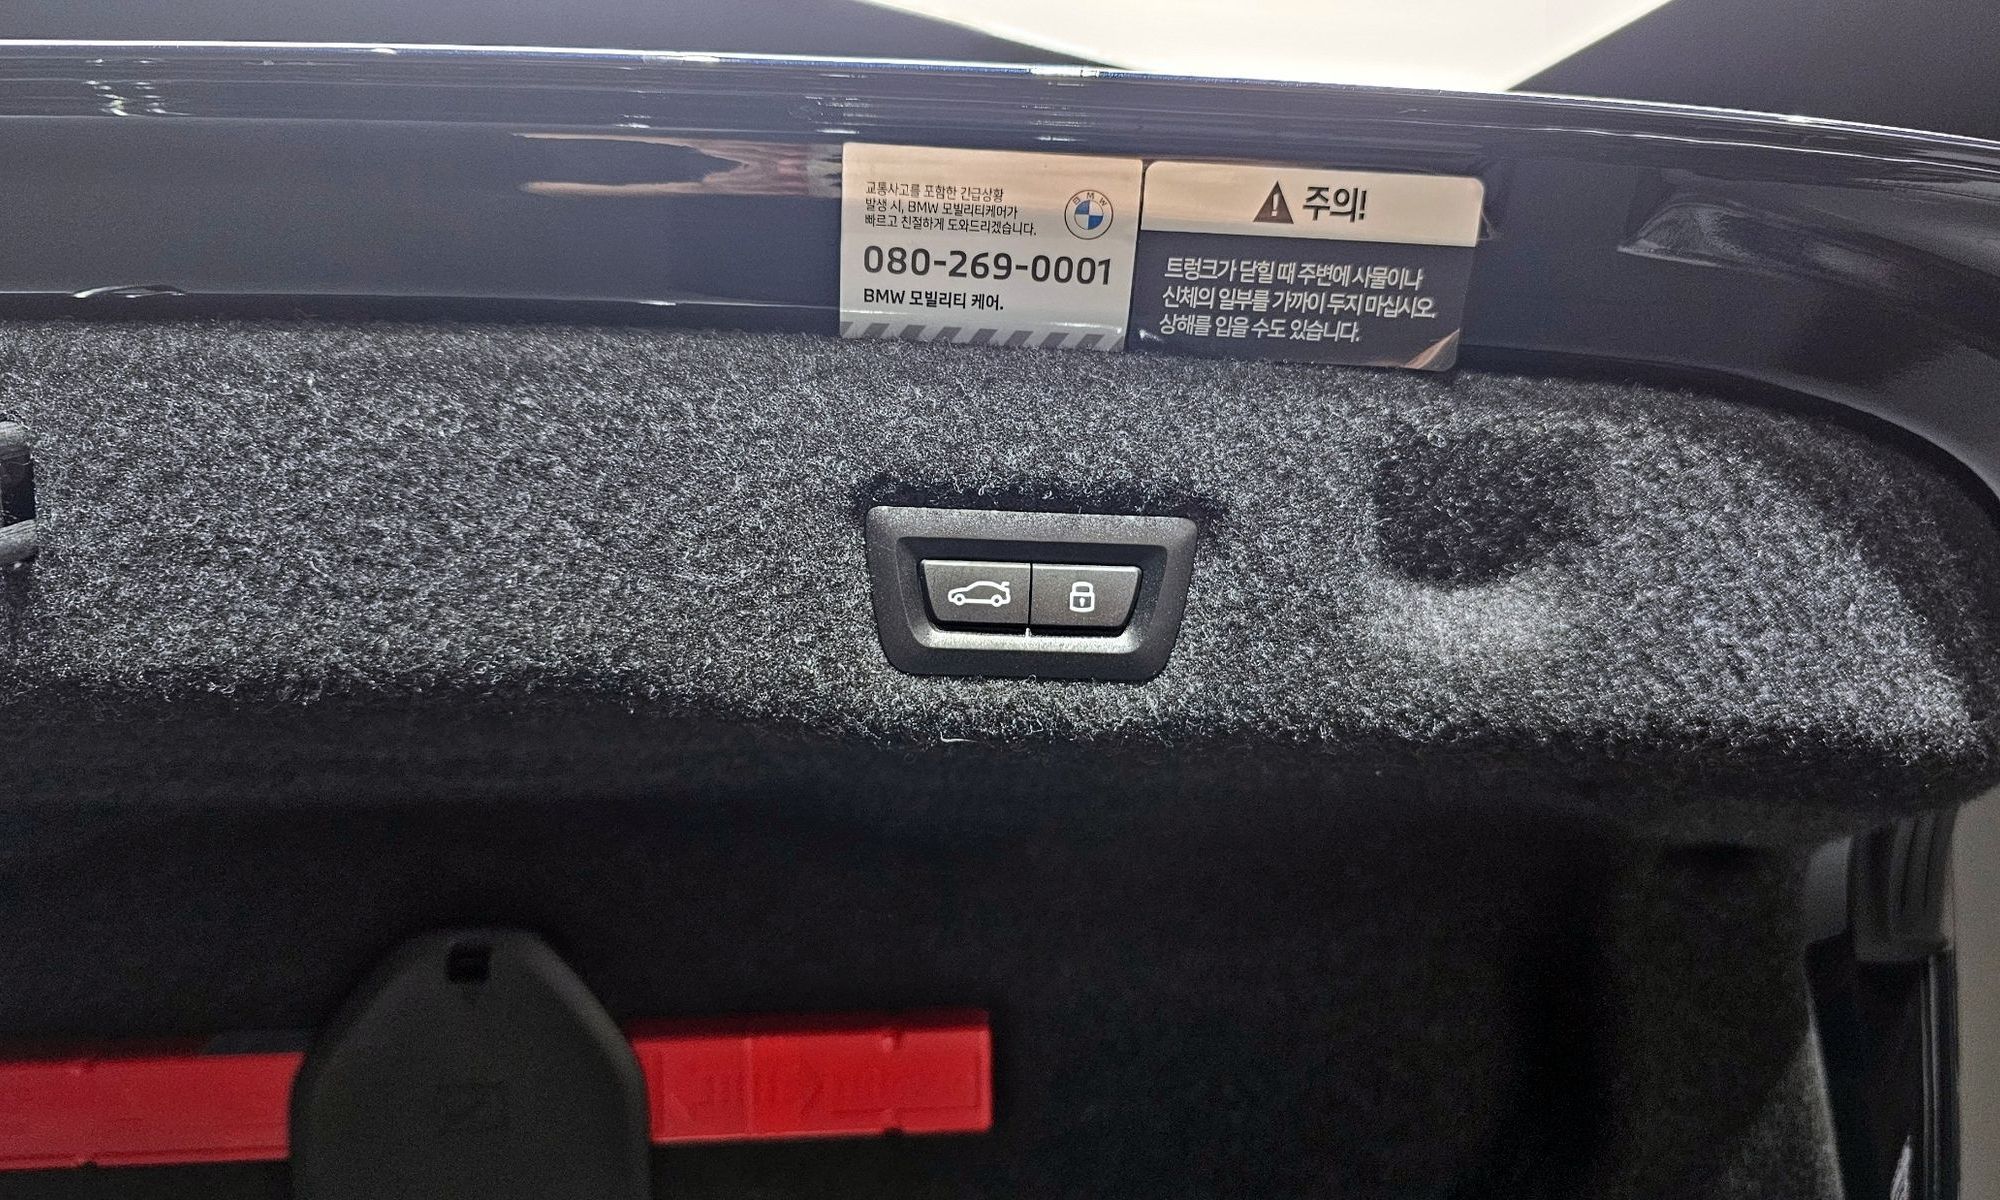 교통사고를 포함한 긴급상황
발생 시, BMW 모빌리티케어가
빠르고 친절하게 도와드리겠습니다.
BMW
080-269-0001
BMW 모빌리티 케어.
주의!
트렁크가 닫힐 때 주변에 사물이나
신체의 일부를 가까이 두지 마십시오.
상해를 입을 수도 있습니다.